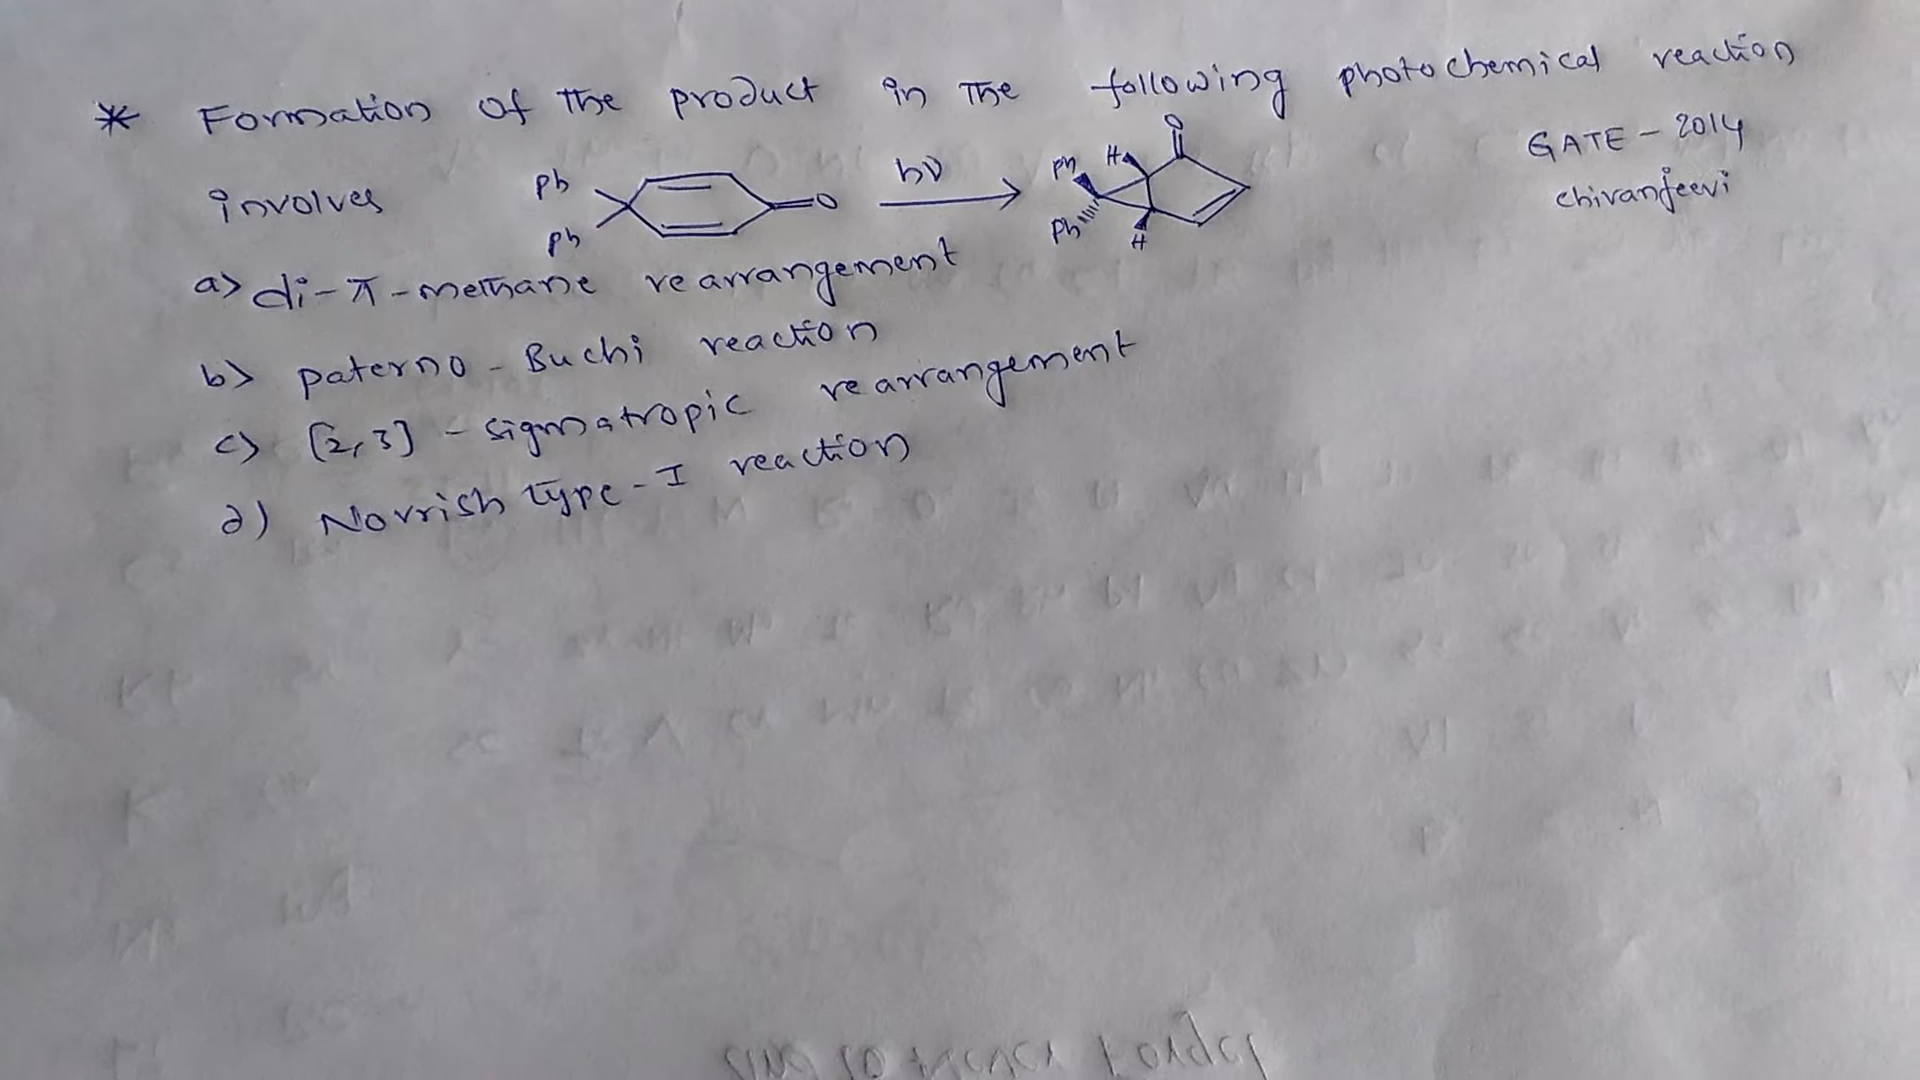 * Formation of the product in the following photochemical reaction
involves
GATE - 2014
chiranjeevi
Ph
Ph
O
hν
Ph
Ph
H
H
O
a) di-π-methane rearrangement
b) paterno - Buchi reaction
c) [2,3] - sigmatropic rearrangement
d) Norrish type - I reaction